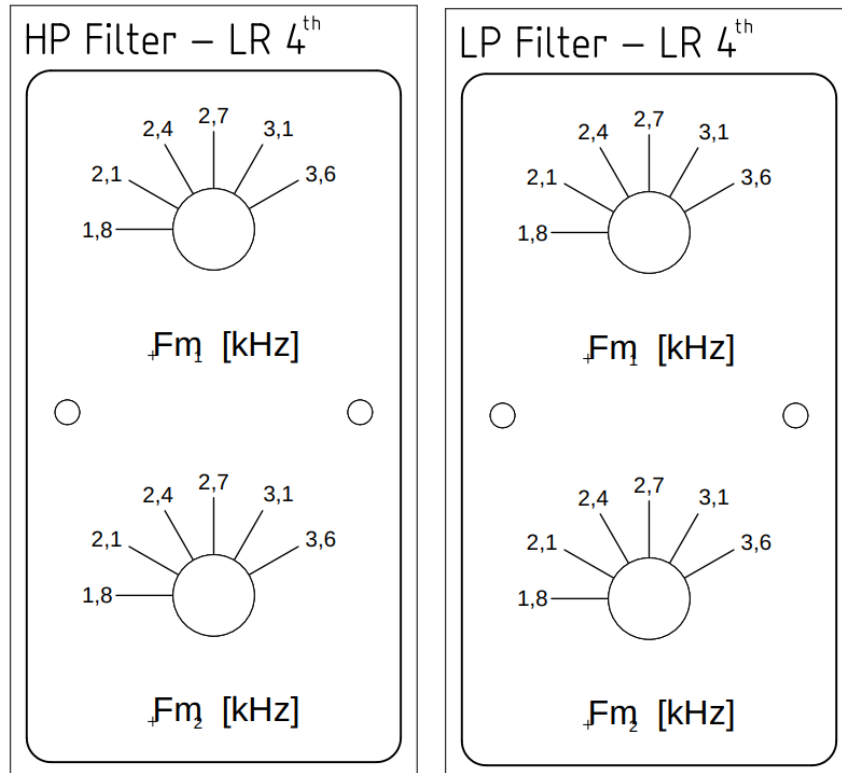 HP Filter – LR 4th
2,7
2,4 3,1
2,1 3,6
1,8
Fm1 [kHz]
2,7
2,4 3,1
2,1 3,6
1,8
Fm2 [kHz]
LP Filter – LR 4th
2,7
2,4 3,1
2,1 3,6
1,8
Fm1 [kHz]
2,7
2,4 3,1
2,1 3,6
1,8
Fm2 [kHz]